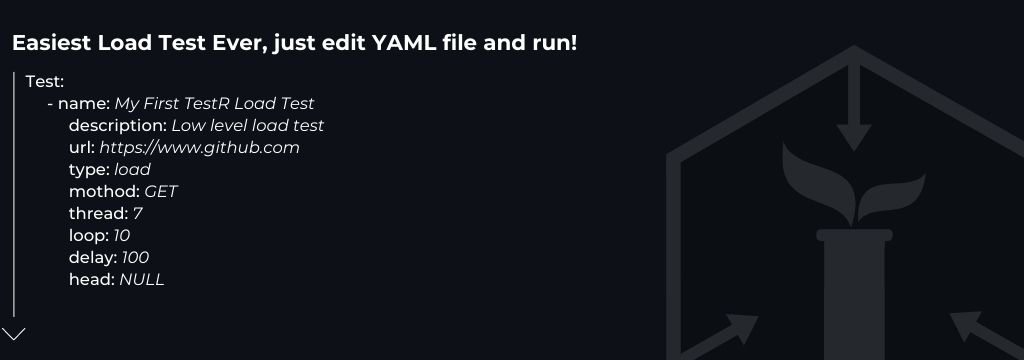 Easiest Load Test Ever, just edit YAML file and run!
Test:
- name: My First TestR Load Test
description: Low level load test
url: https://www.github.com
type: load
mothod: GET
thread: 7
loop: 10
delay: 100
head: NULL